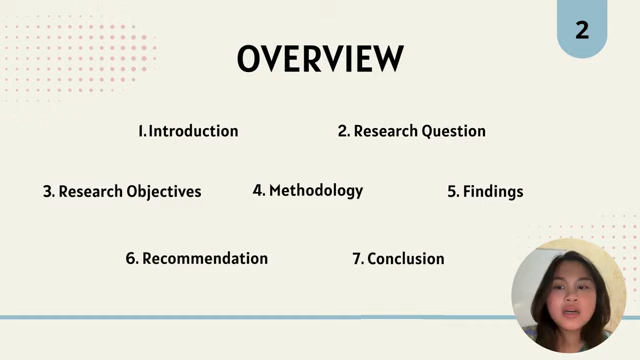 2
OVERVIEW
1. Introduction
2. Research Question
3. Research Objectives
4. Methodology
5. Findings
6. Recommendation
7. Conclusion